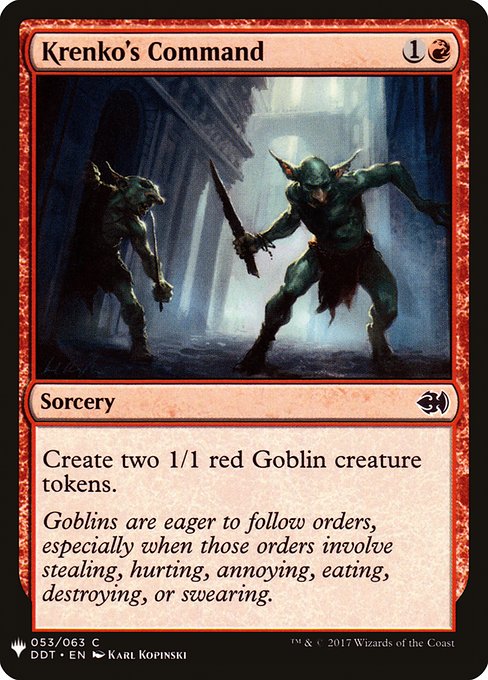 Krenko's Command 1
Sorcery
Create two 1/1 red Goblin creature
tokens.
Goblins are eager to follow orders,
especially when those orders involve
stealing, hurting, annoying, eating,
destroying, or swearing.
053/063 C
DDT • EN Karl Kopinski
™ & © 2017 Wizards of the Coast